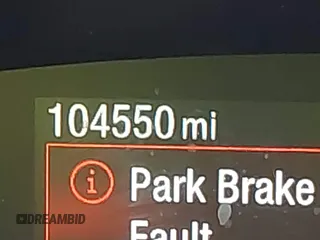 104550 mi
i Park Brake
Fault
DREAMBID